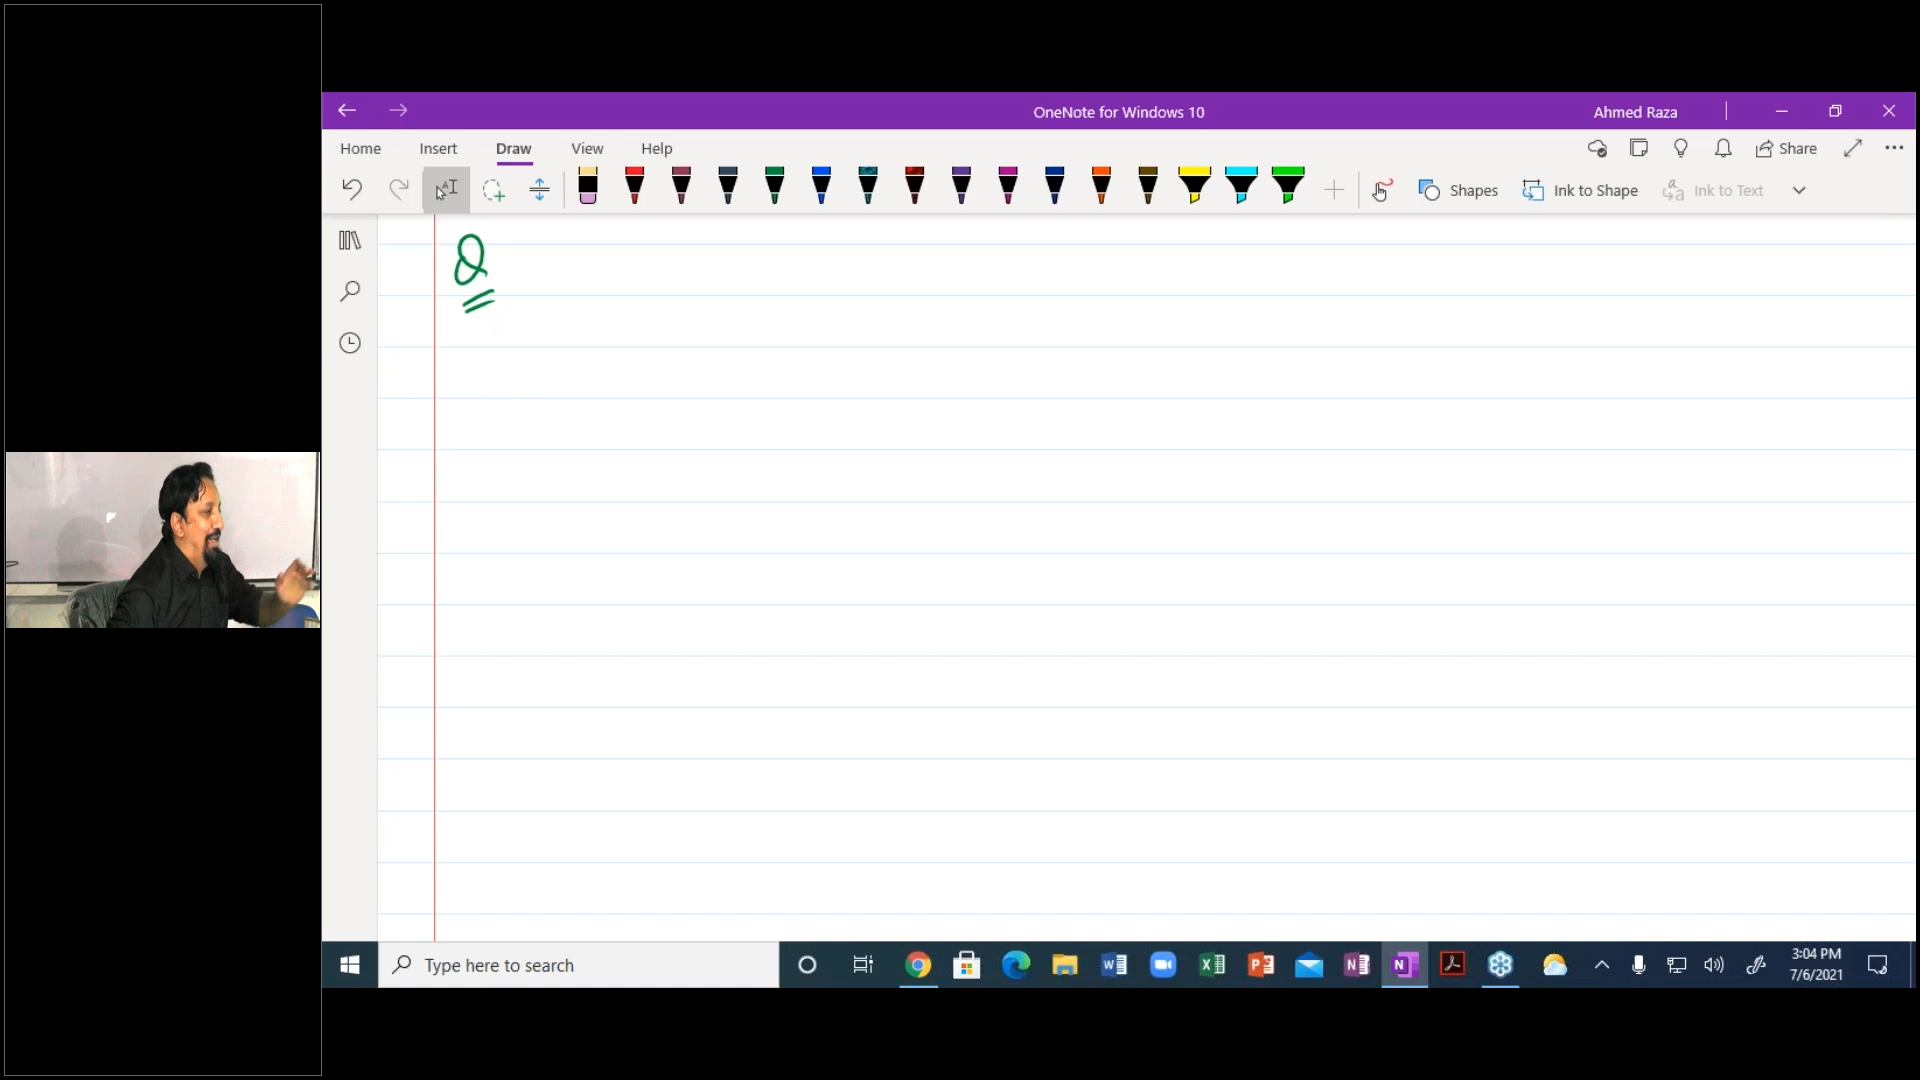 OneNote for Windows 10 Ahmed Raza
Home Insert Draw View Help Share
Shapes Ink to Shape Ink to Text
Q
Type here to search
3:04 PM
7/6/2021